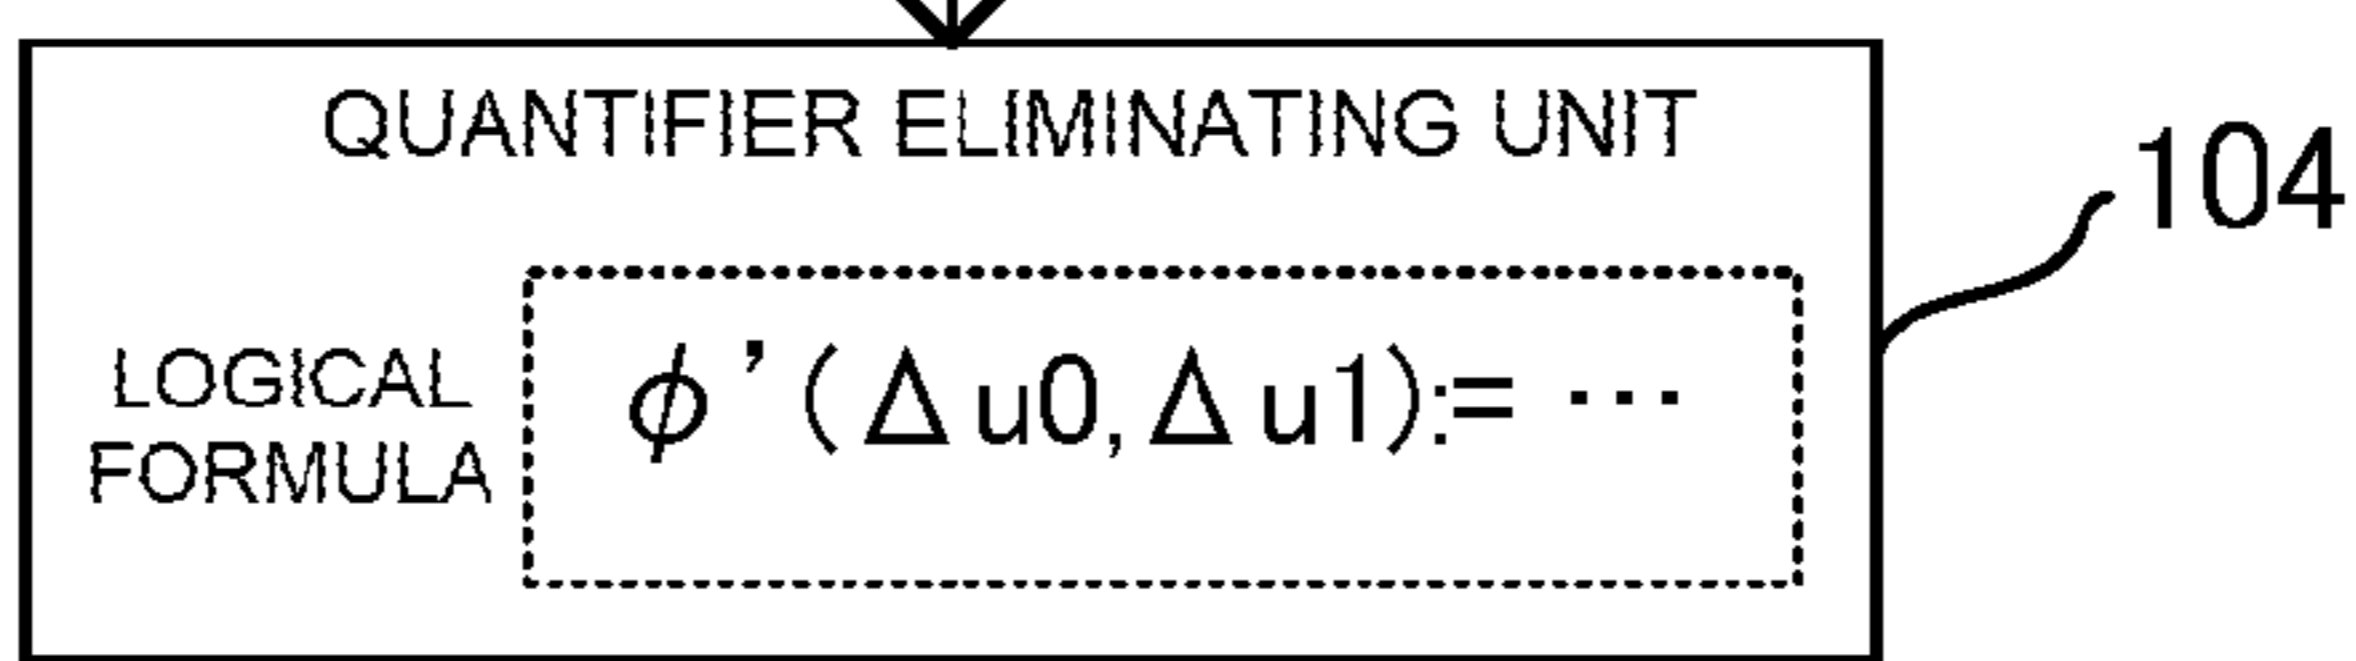 QUANTIFIER ELIMINATING UNIT
104
LOGICAL
FORMULA
ϕ’(Δu0,Δu1):= ･･･